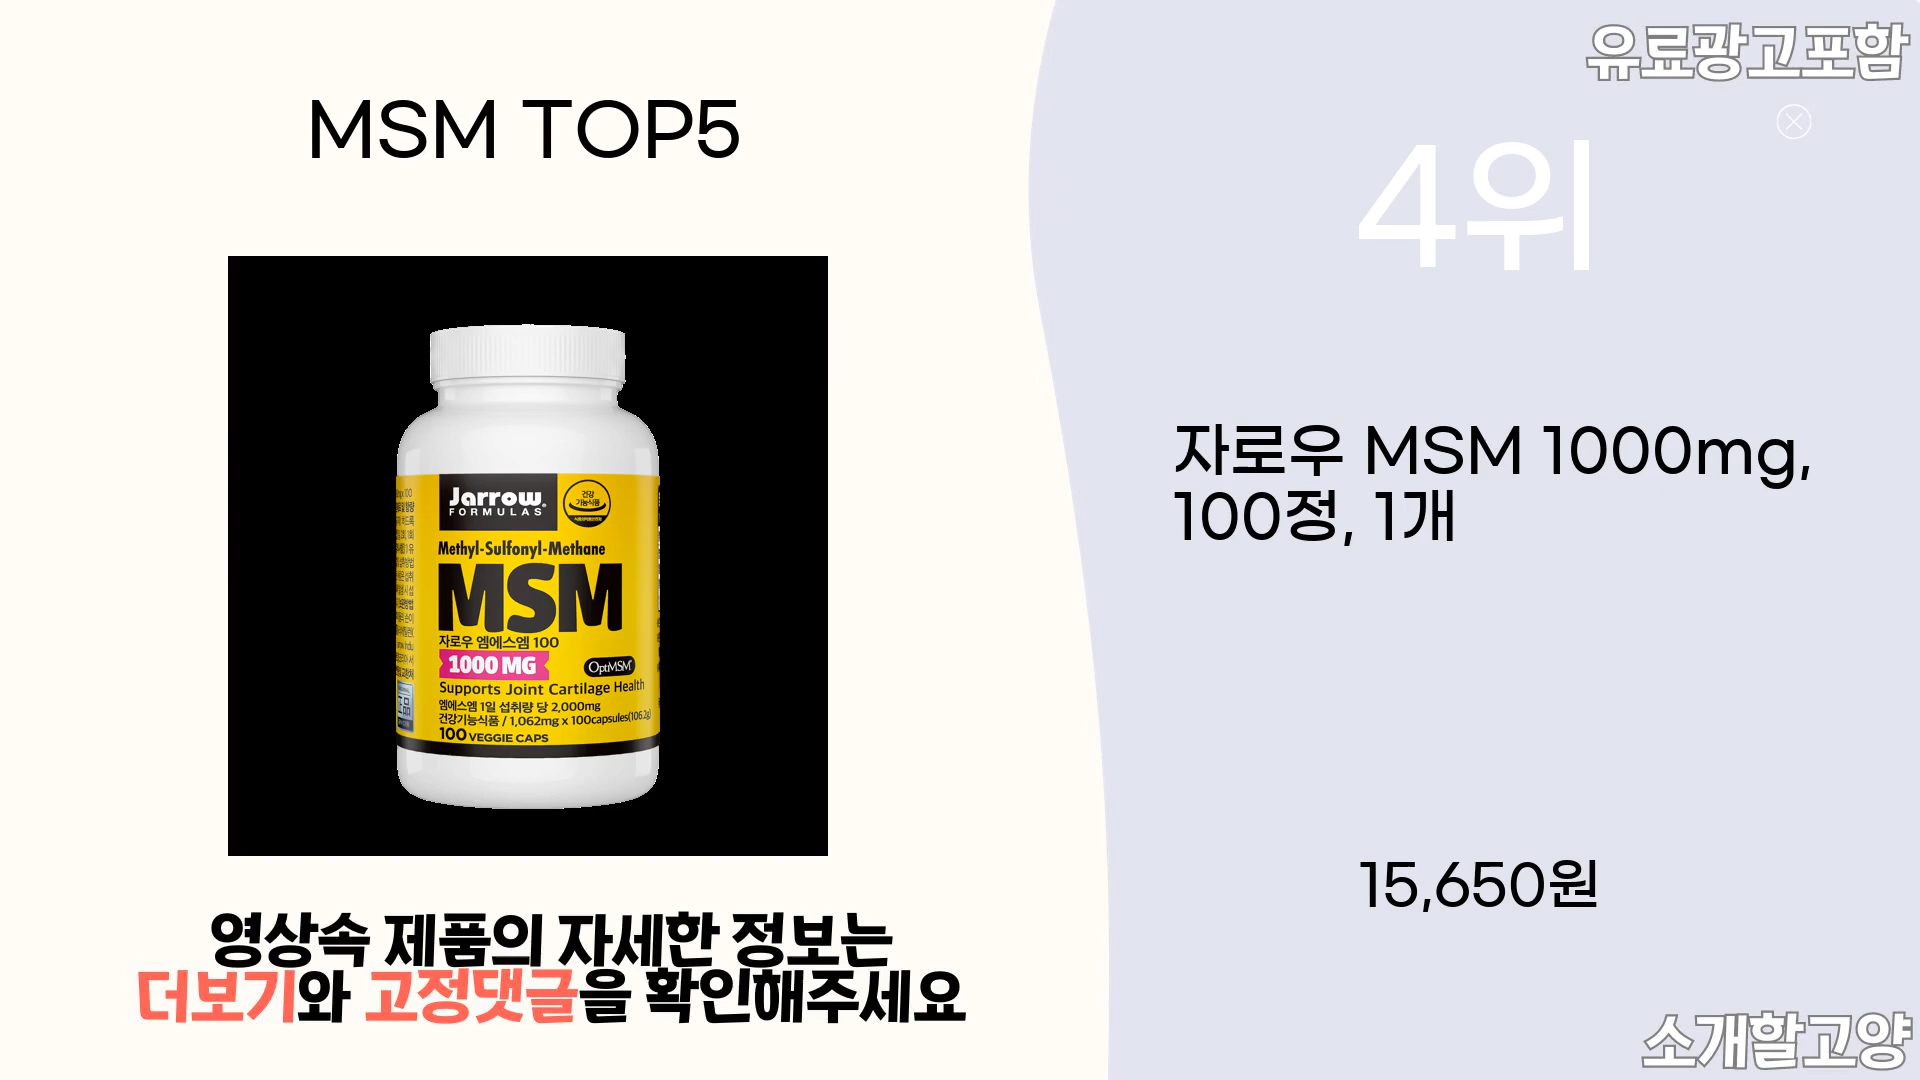 유료광고포함
MSM TOP5
4위
Jarrow
FORMULAS
건강
기능식품
Methyl-Sulfonyl-Methane
MSM
자로우 엠에스엠 100
1000 MG
OptiMSM
Supports Joint Cartilage Health
엠에스엠 1일 섭취량 당 2,000mg
건강기능식품 / 1,062mg x 100capsules(106.2g)
100 VEGGIE CAPS
자로우 MSM 1000mg,
100정, 1개
15,650원
영상속 제품의 자세한 정보는
더보기와 고정댓글을 확인해주세요
소개할고양